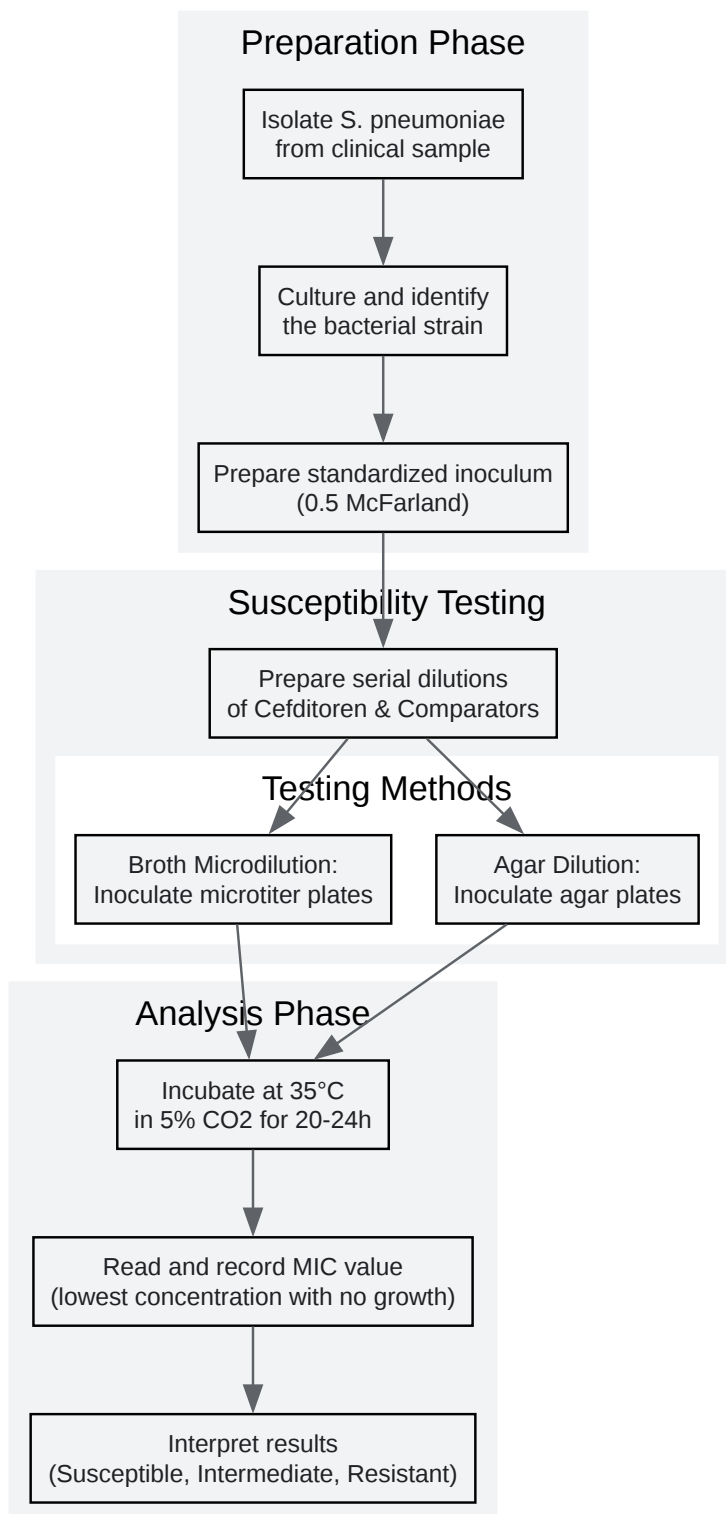 Preparation Phase
Isolate S. pneumoniae
from clinical sample
Culture and identify
the bacterial strain
Prepare standardized inoculum
(0.5 McFarland)
Susceptibility Testing
Prepare serial dilutions
of Cefditoren & Comparators
Testing Methods
Broth Microdilution:
Inoculate microtiter plates
Agar Dilution:
Inoculate agar plates
Analysis Phase
Incubate at 35°C
in 5% CO2 for 20-24h
Read and record MIC value
(lowest concentration with no growth)
Interpret results
(Susceptible, Intermediate, Resistant)